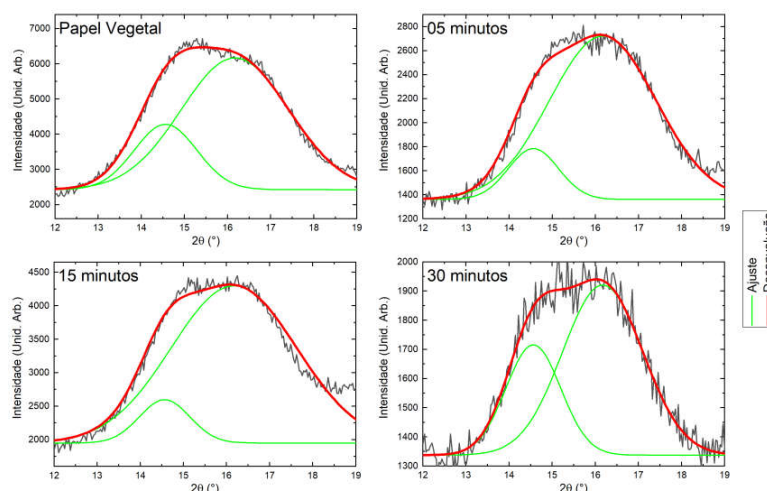 Papel Vegetal
Intensidade (Unid. Arb.)
7000
6000
5000
4000
3000
2000
12 13 14 15 16 17 18 19
2θ (°)
05 minutos
Intensidade (Unid. Arb.)
2800
2600
2400
2200
2000
1800
1600
1400
1200
12 13 14 15 16 17 18 19
2θ (°)
15 minutos
Intensidade (Unid. Arb.)
4500
4000
3500
3000
2500
2000
12 13 14 15 16 17 18 19
2θ (°)
30 minutos
Intensidade (Unid. Arb.)
2000
1900
1800
1700
1600
1500
1400
1300
12 13 14 15 16 17 18 19
2θ (°)
Ajuste